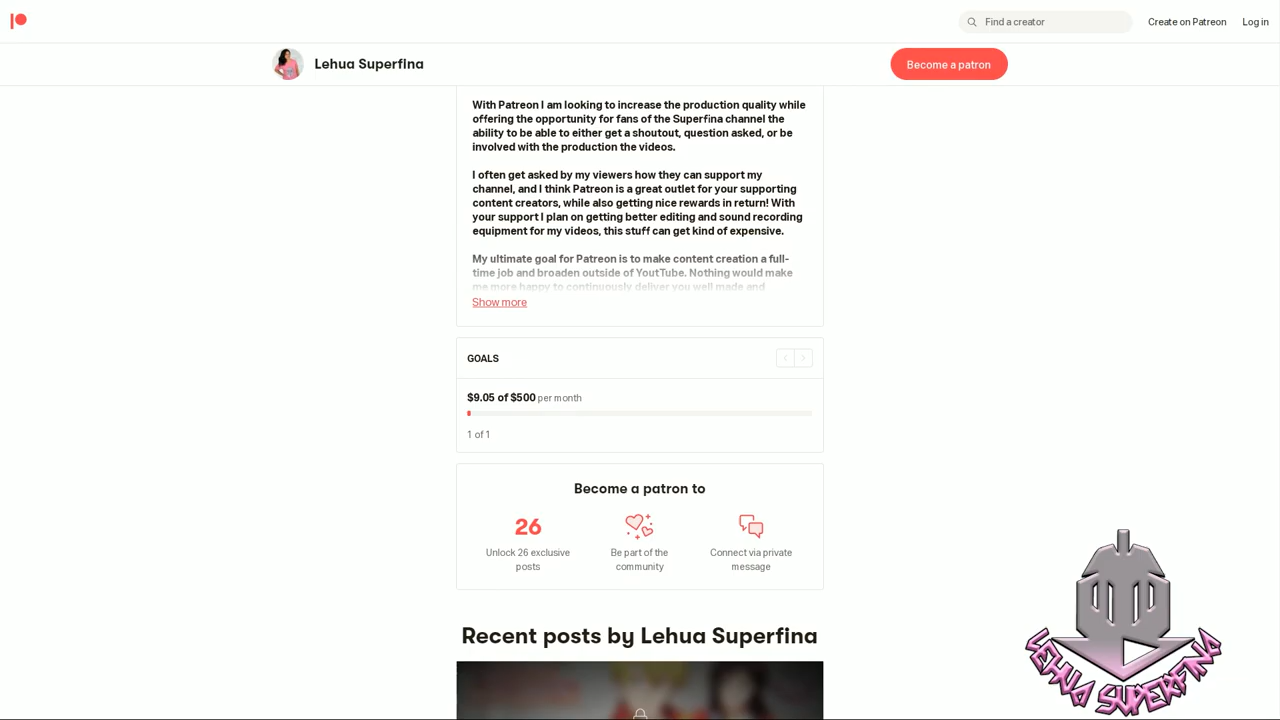 Find a creator
Create on Patreon
Log in
Lehua Superfina
Become a patron
With Patreon I am looking to increase the production quality while
offering the opportunity for fans of the Superfina channel the
ability to be able to either get a shoutout, question asked, or be
involved with the production the videos.
I often get asked by my viewers how they can support my
channel, and I think Patreon is a great outlet for your supporting
content creators, while also getting nice rewards in return! With
your support I plan on getting better editing and sound recording
equipment for my videos, this stuff can get kind of expensive.
My ultimate goal for Patreon is to make content creation a full-
time job and broaden outside of YoutTube. Nothing would make
me more happy to continuously deliver you well made and
Show more
GOALS
$9.05 of $500 per month
1 of 1
Become a patron to
26
Unlock 26 exclusive
posts
Be part of the
community
Connect via private
message
Recent posts by Lehua Superfina
LEHUA SUPERFINA